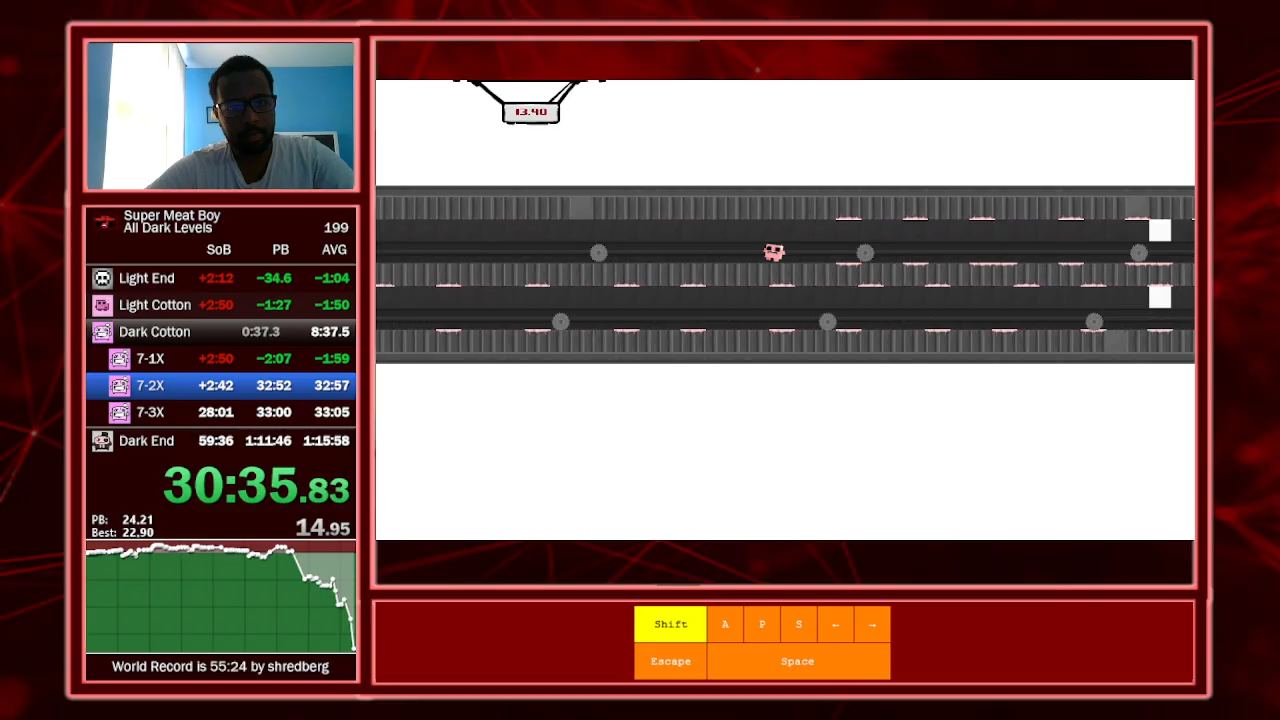 13.40
Super Meat Boy
All Dark Levels 199
SoB PB AVG
Light End +2:12 −34.6 −1:04
Light Cotton +2:50 −1:27 −1:50
Dark Cotton 0:37.3 8:37.5
7-1X +2:50 −2:07 −1:59
7-2X +2:42 32:52 32:57
7-3X 28:01 33:00 33:05
Dark End 59:36 1:11:46 1:15:58
30:35.83
PB: 24.21 14.95
Best: 22.90
World Record is 55:24 by shredberg
Shift A P S ← →
Escape Space